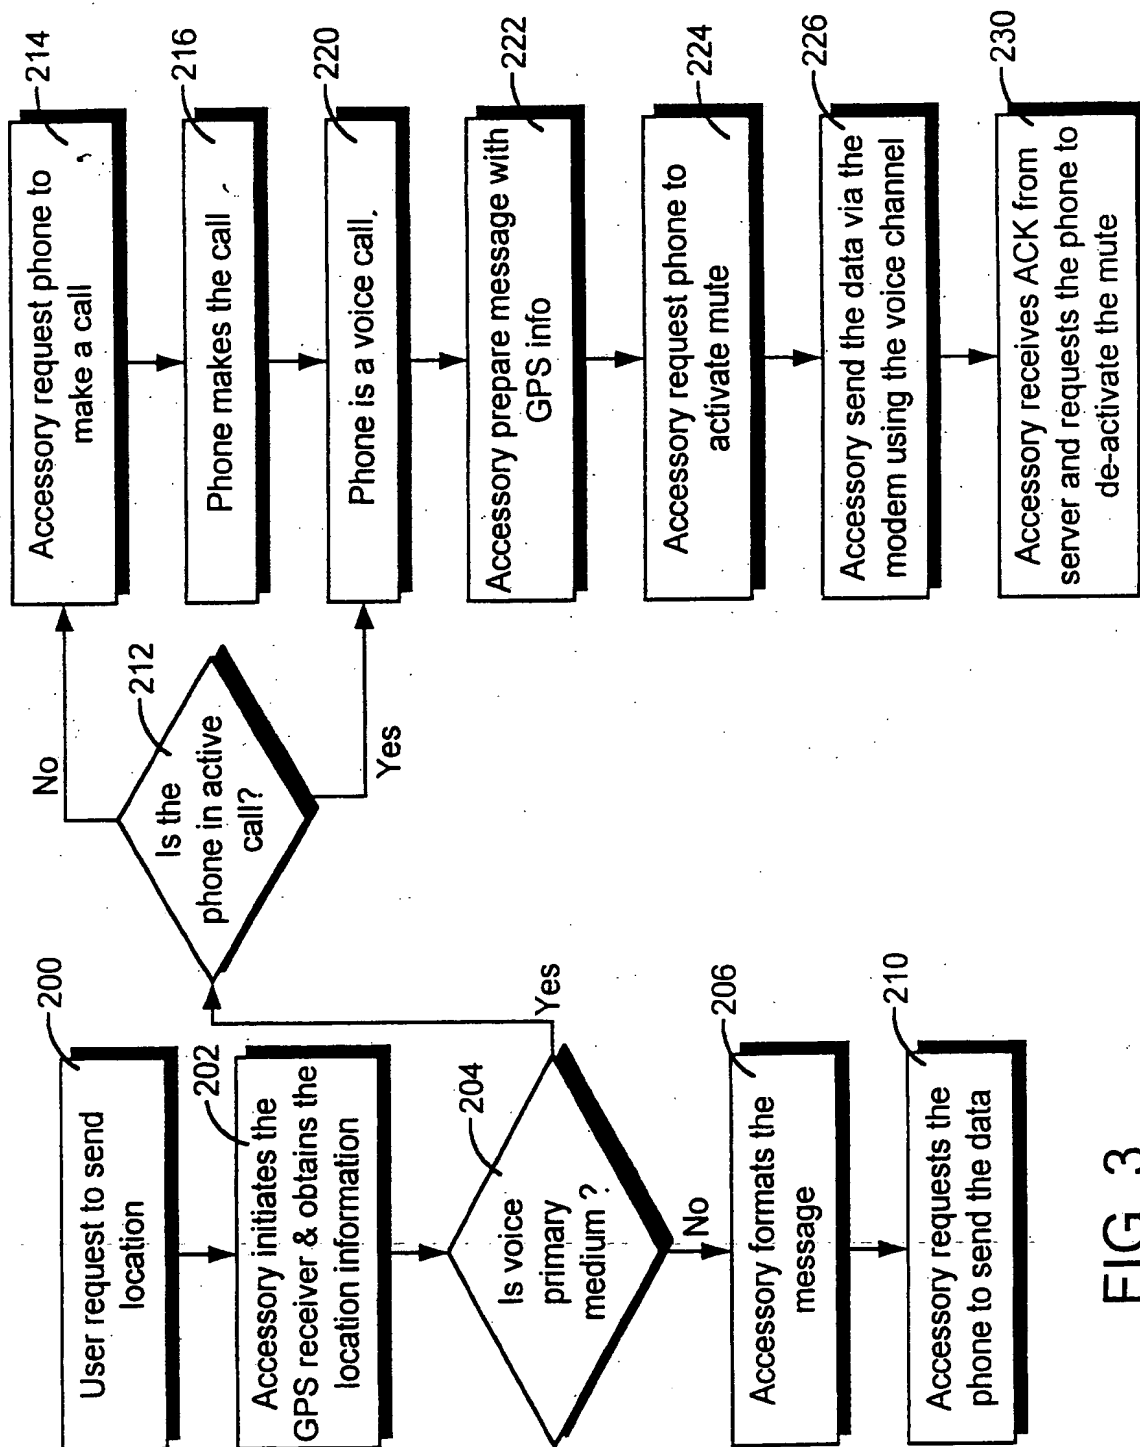 200
User request to send
location
202
Accessory initiates the
GPS receiver & obtains the
location information
204
Is voice
primary
medium ?
Yes
No
206
Accessory formats the
message
210
Accessory requests the
phone to send the data
212
Is the
phone in active
call?
No
Yes
214
Accessory request phone to
make a call
216
Phone makes the call
220
Phone is a voice call,
222
Accessory prepare message with
GPS info
224
Accessory request phone to
activate mute
226
Accessory send the data via the
modem using the voice channel
230
Accessory receives ACK from
server and requests the phone to
de-activate the mute
FIG. 3